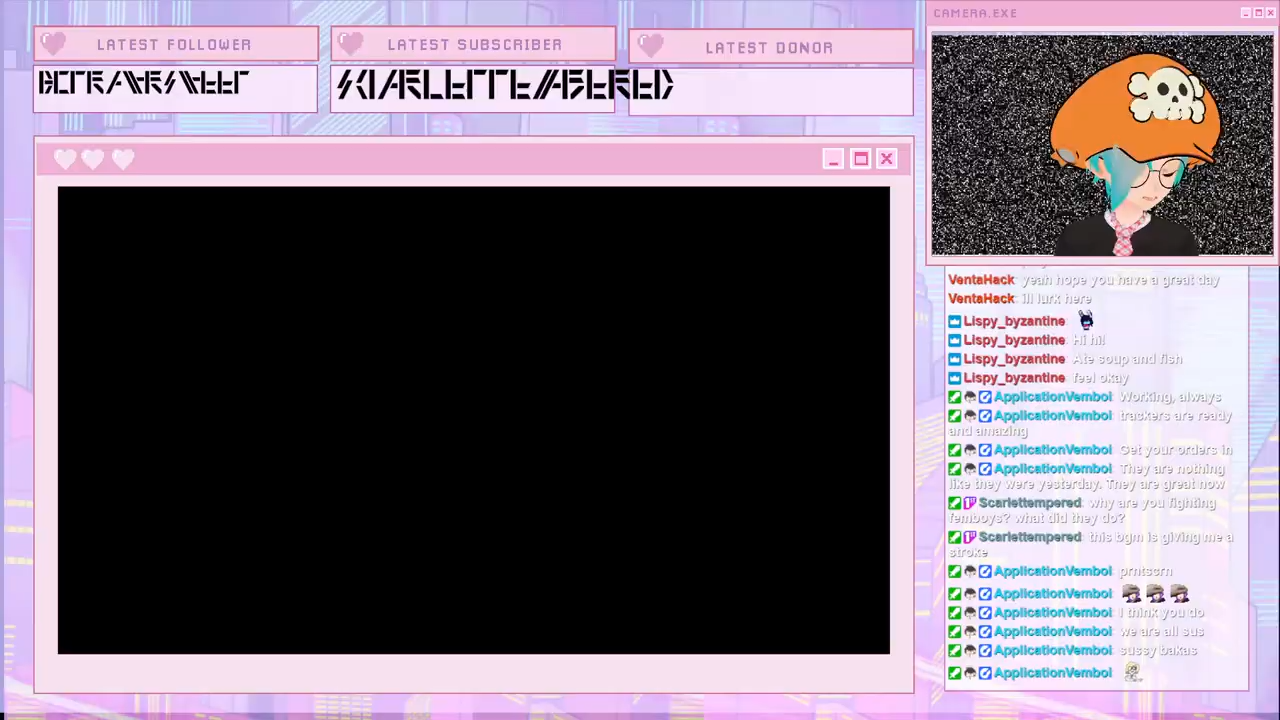 LATEST FOLLOWER
LATEST SUBSCRIBER
LATEST DONOR
CAMERA.EXE
SCARLETTEMPERED
VentaHack: yeah hope you have a great day
VentaHack: ill lurk here
Lispy_byzantine:
Lispy_byzantine: Hi hi!
Lispy_byzantine: Ate soup and fish
Lispy_byzantine: feel okay
ApplicationVembol: Working, always
ApplicationVembol: trackers are ready
and amazing
ApplicationVembol: Get your orders in
ApplicationVembol: They are nothing
like they were yesterday. They are great now
Scarlettempered: why are you fighting
femboys? what did they do?
Scarlettempered: this bgm is giving me a
stroke
ApplicationVembol: prntscrn
ApplicationVembol:
ApplicationVembol: I think you do
ApplicationVembol: we are all sus
ApplicationVembol: sussy bakas
ApplicationVembol: